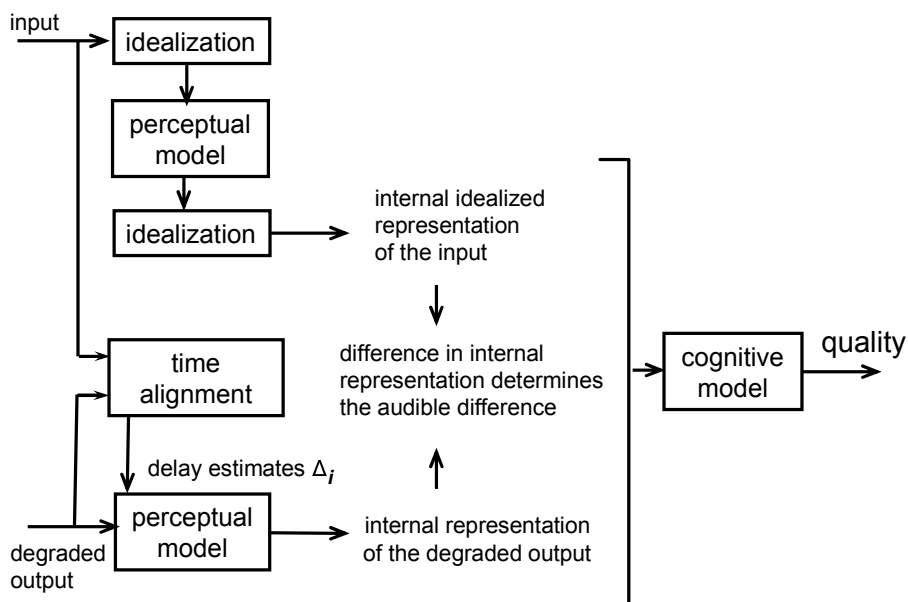 input
idealization
perceptual
model
idealization
internal idealized
representation
of the input
time
alignment
difference in internal
representation determines
the audible difference
cognitive
model
quality
delay estimates Δi
degraded
output
perceptual
model
internal representation
of the degraded output